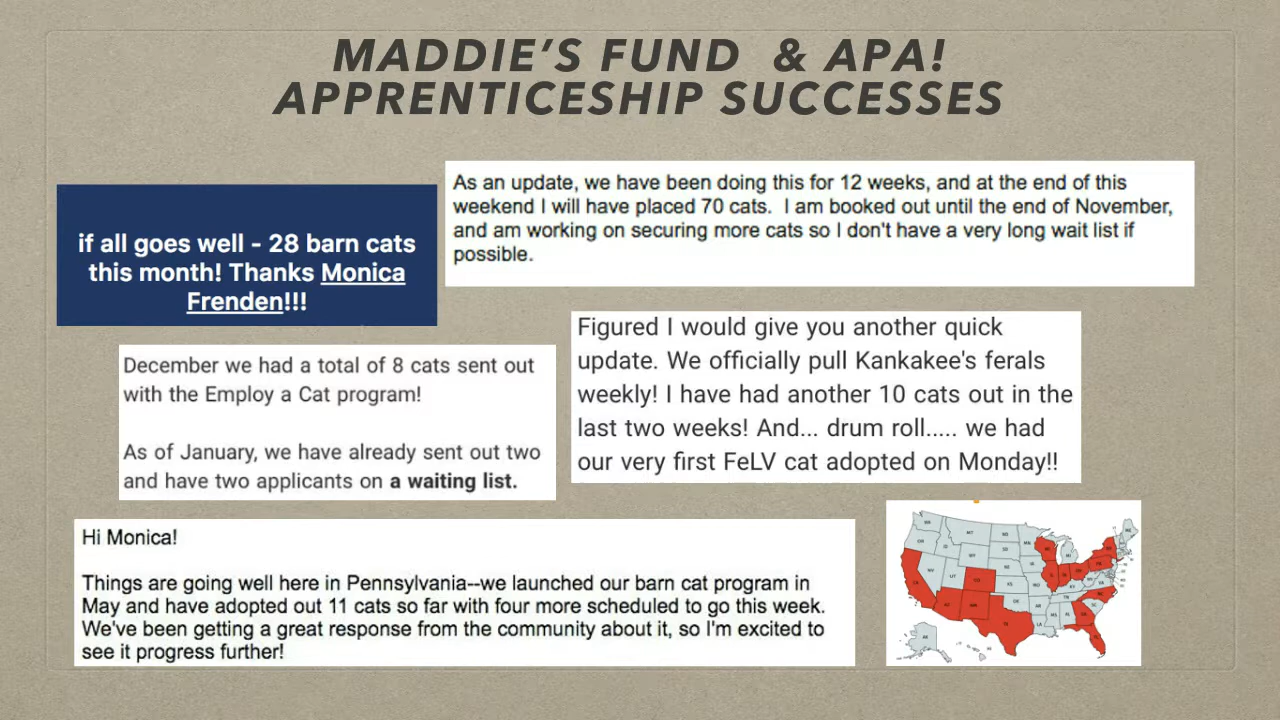 MADDIE'S FUND & APA!
APPRENTICESHIP SUCCESSES
if all goes well - 28 barn cats
this month! Thanks Monica
Frenden!!!
As an update, we have been doing this for 12 weeks, and at the end of this
weekend I will have placed 70 cats. I am booked out until the end of November,
and am working on securing more cats so I don't have a very long wait list if
possible.
December we had a total of 8 cats sent out
with the Employ a Cat program!
As of January, we have already sent out two
and have two applicants on a waiting list.
Figured I would give you another quick
update. We officially pull Kankakee's ferals
weekly! I have had another 10 cats out in the
last two weeks! And... drum roll..... we had
our very first FeLV cat adopted on Monday!!
Hi Monica!
Things are going well here in Pennsylvania--we launched our barn cat program in
May and have adopted out 11 cats so far with four more scheduled to go this week.
We've been getting a great response from the community about it, so I'm excited to
see it progress further!